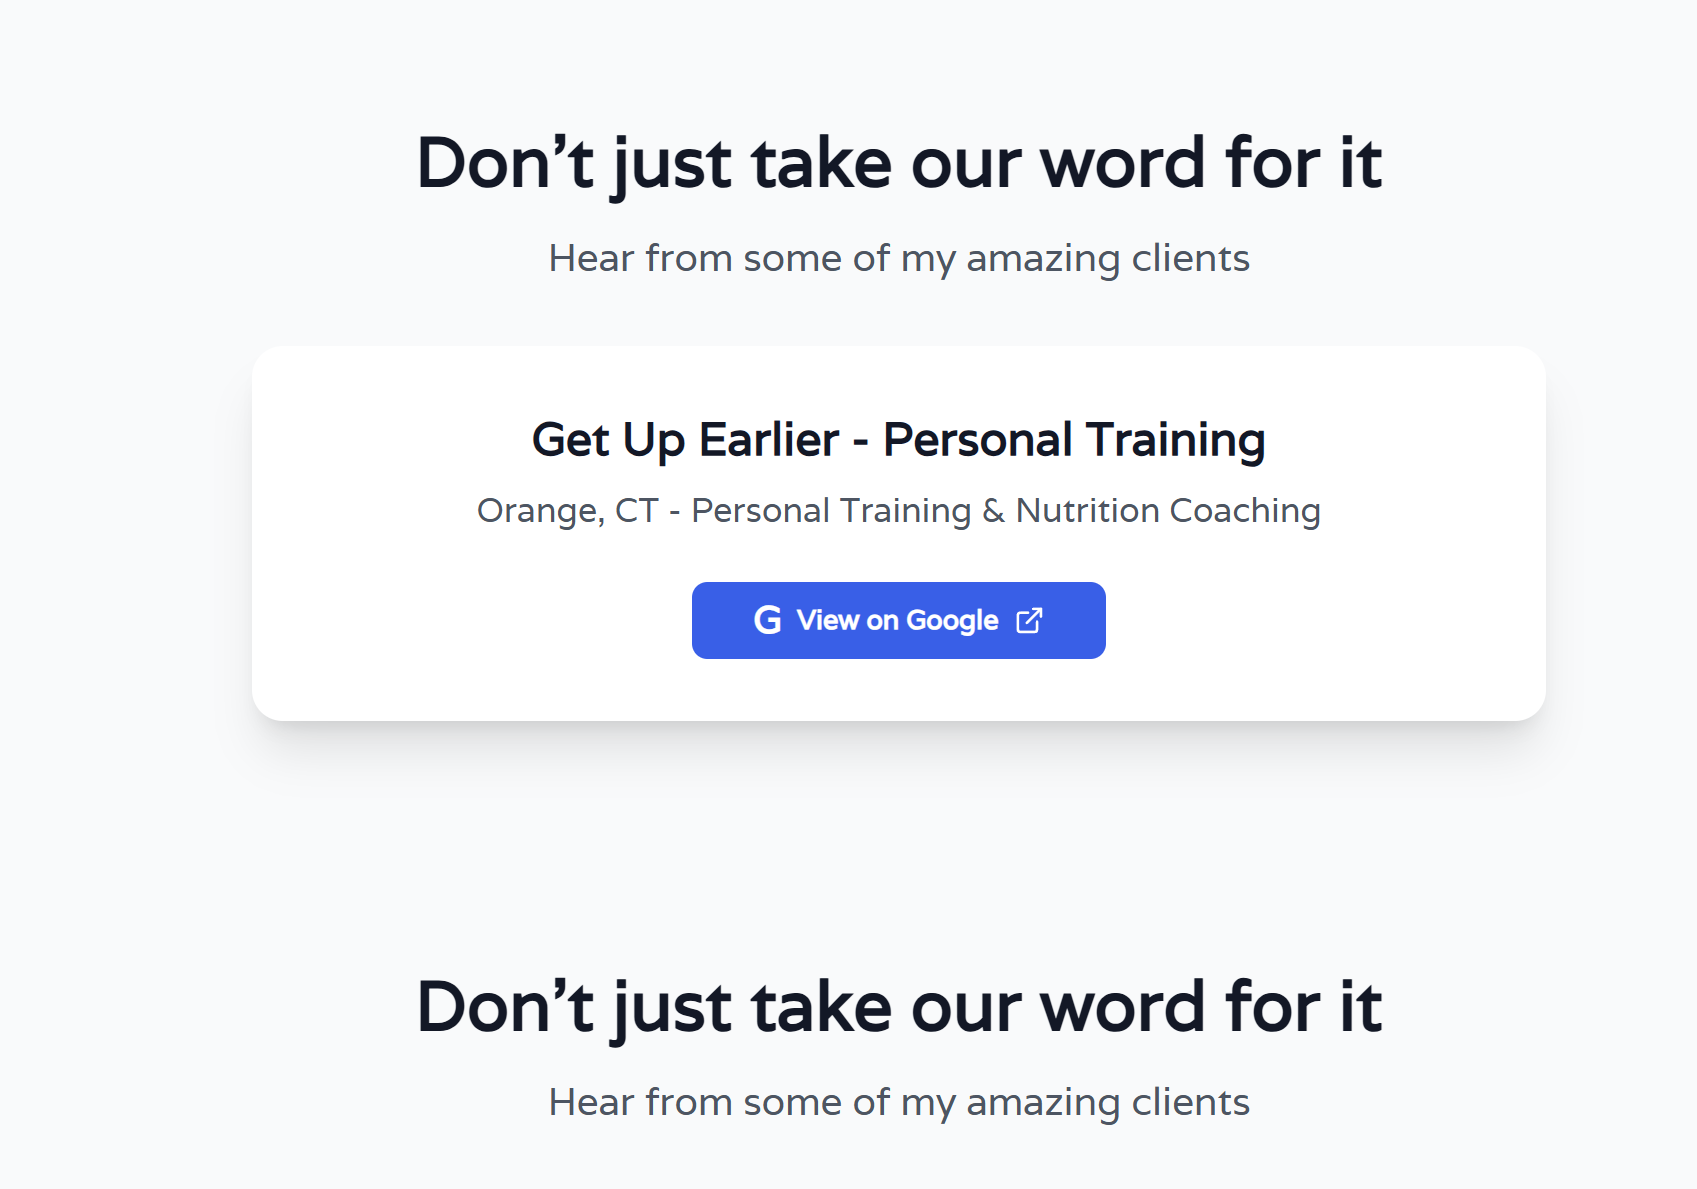 Don’t just take our word for it
Hear from some of my amazing clients
Get Up Earlier - Personal Training
Orange, CT - Personal Training & Nutrition Coaching
G View on Google
Don’t just take our word for it
Hear from some of my amazing clients